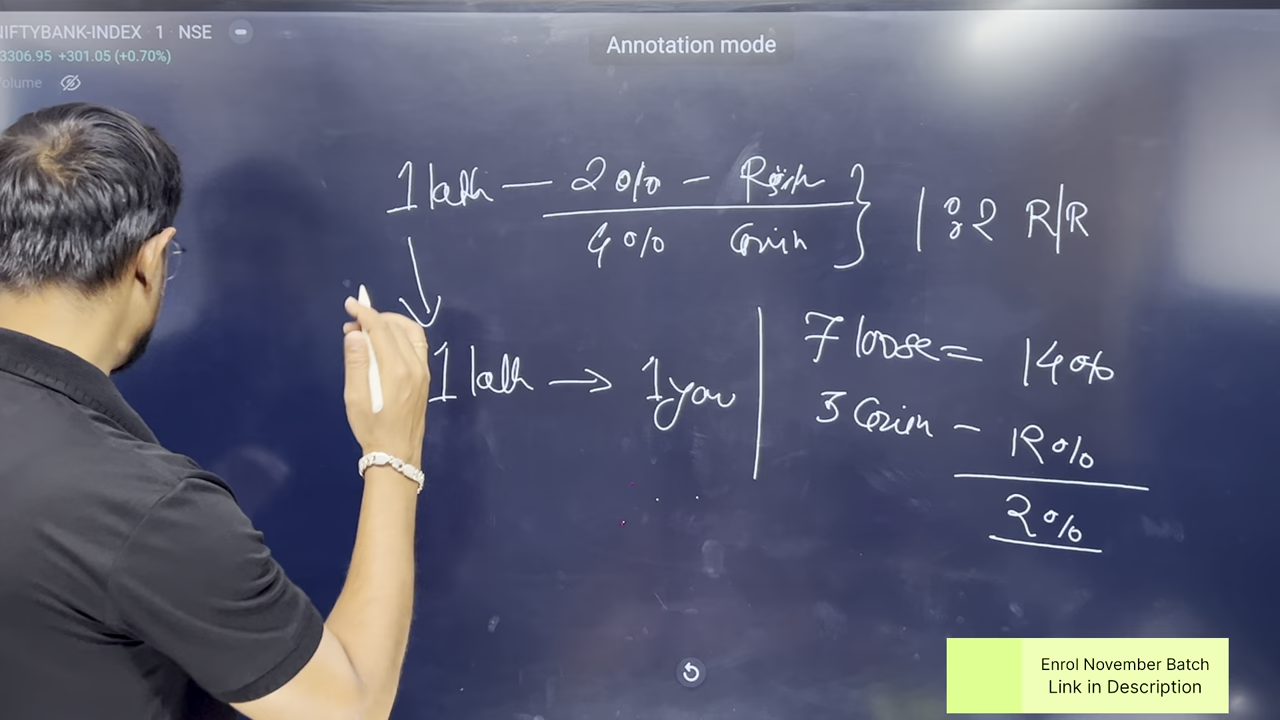 NIFTYBANK-INDEX 1 NSE
3306.95 +301.05 (+0.70%)
olume
Annotation mode
1 lakh — 2% - Risk
4% Gain
1:2 R/R
1 lakh → 1 year
7 loose = 14%
3 Gain - 12%
2%
Enrol November Batch
Link in Description